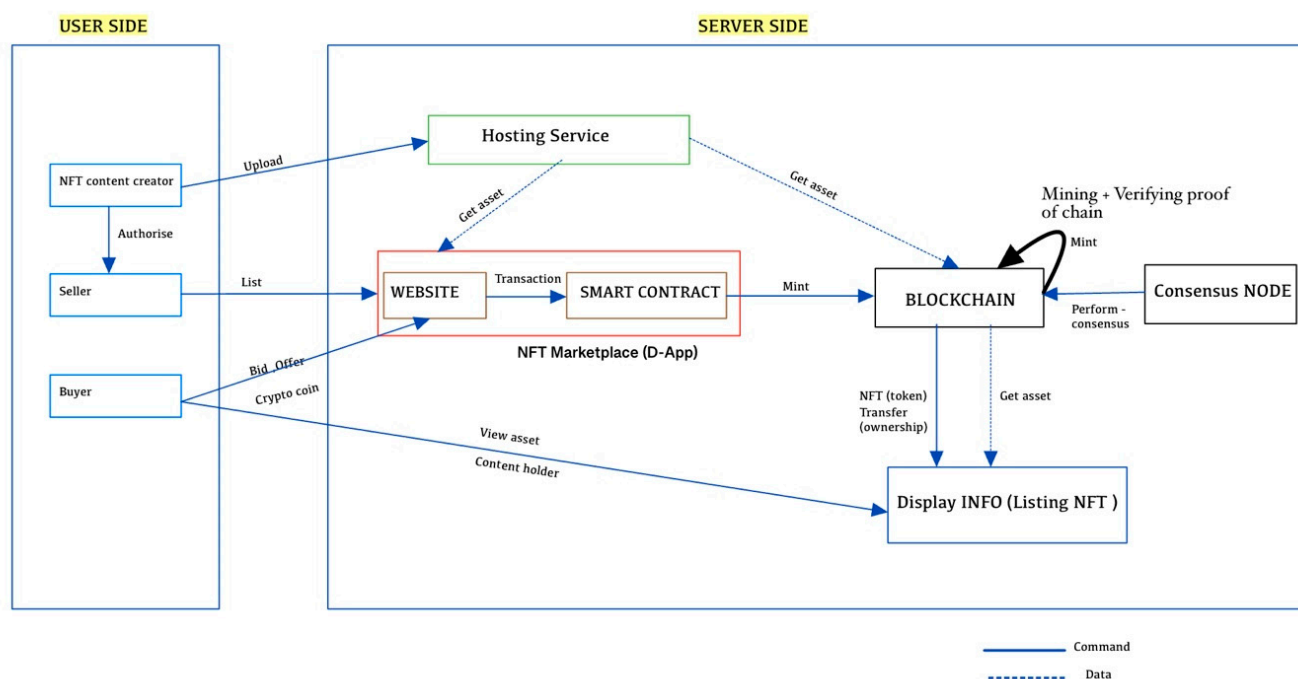 USER SIDE
SERVER SIDE
Hosting Service
Upload
NFT content creator
Get asset
Get asset
Mining + Verifying proof
of chain
Authorise
Mint
Seller
List
WEBSITE
Transaction
SMART CONTRACT
Mint
BLOCKCHAIN
Consensus NODE
Perform -
consensus
NFT Marketplace (D-App)
Bid ,Offer
Buyer
Crypto coin
NFT (token)
Transfer
(ownership)
Get asset
View asset
Content holder
Display INFO (Listing NFT )
Command
Data